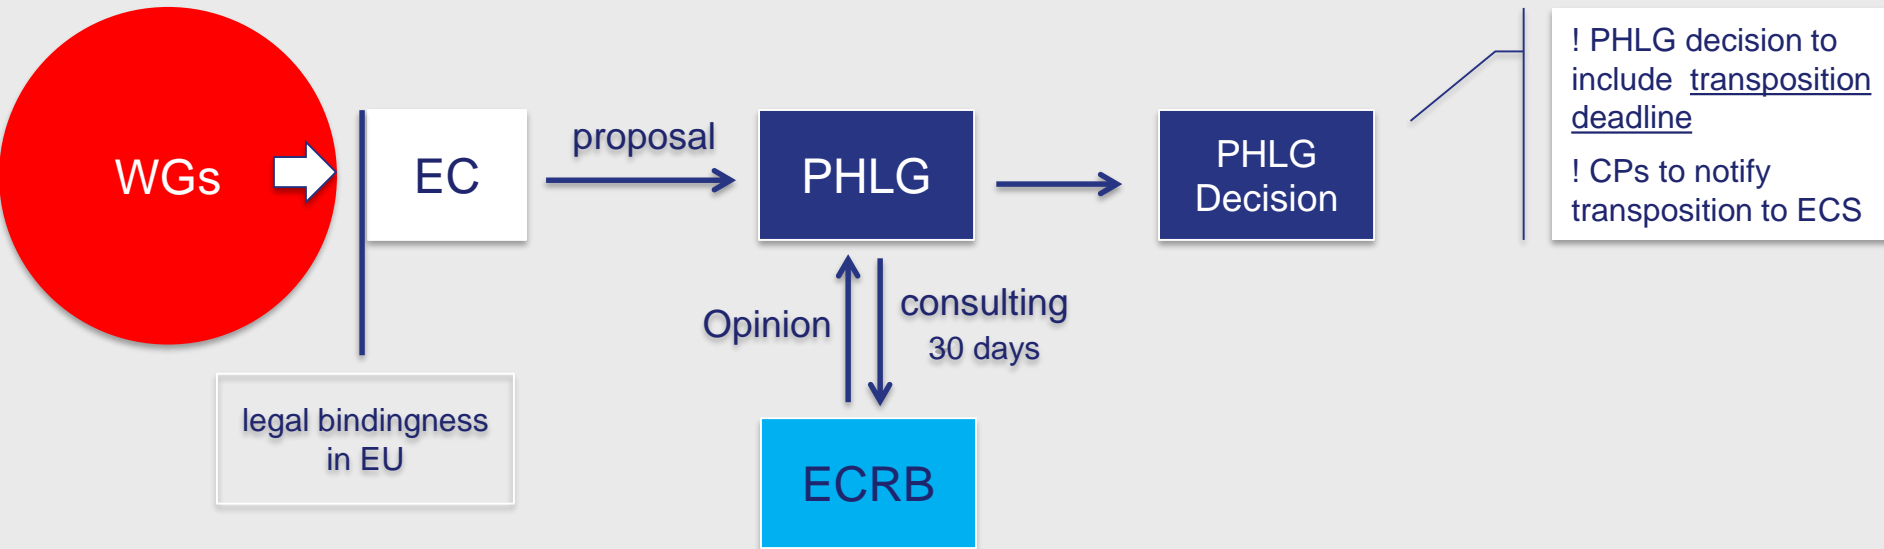 WGs
EC
proposal
PHLG
PHLG
Decision
! PHLG decision to
include transposition
deadline
! CPs to notify
transposition to ECS
Opinion
consulting
30 days
legal bindingness
in EU
ECRB